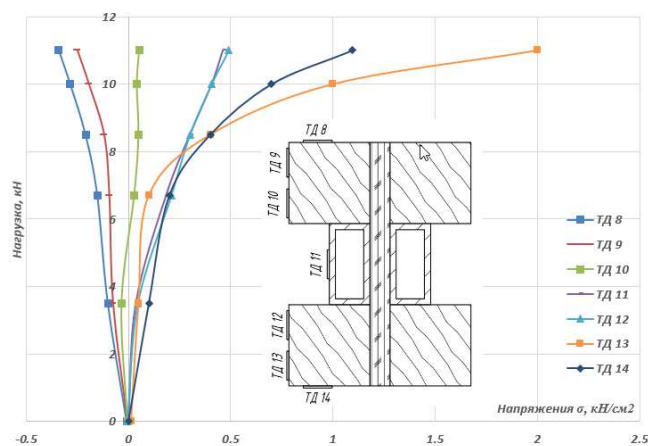 12
10
8
6
4
2
0
Нагрузка, кН
-0.5
0
0.5
1
1.5
2
2.5
Напряжения σ, кН/см2
ТД 8
ТД 9
ТД 10
ТД 11
ТД 12
ТД 13
ТД 14
ТД 8
ТД 9
ТД 10
ТД 11
ТД 12
ТД 13
ТД 14